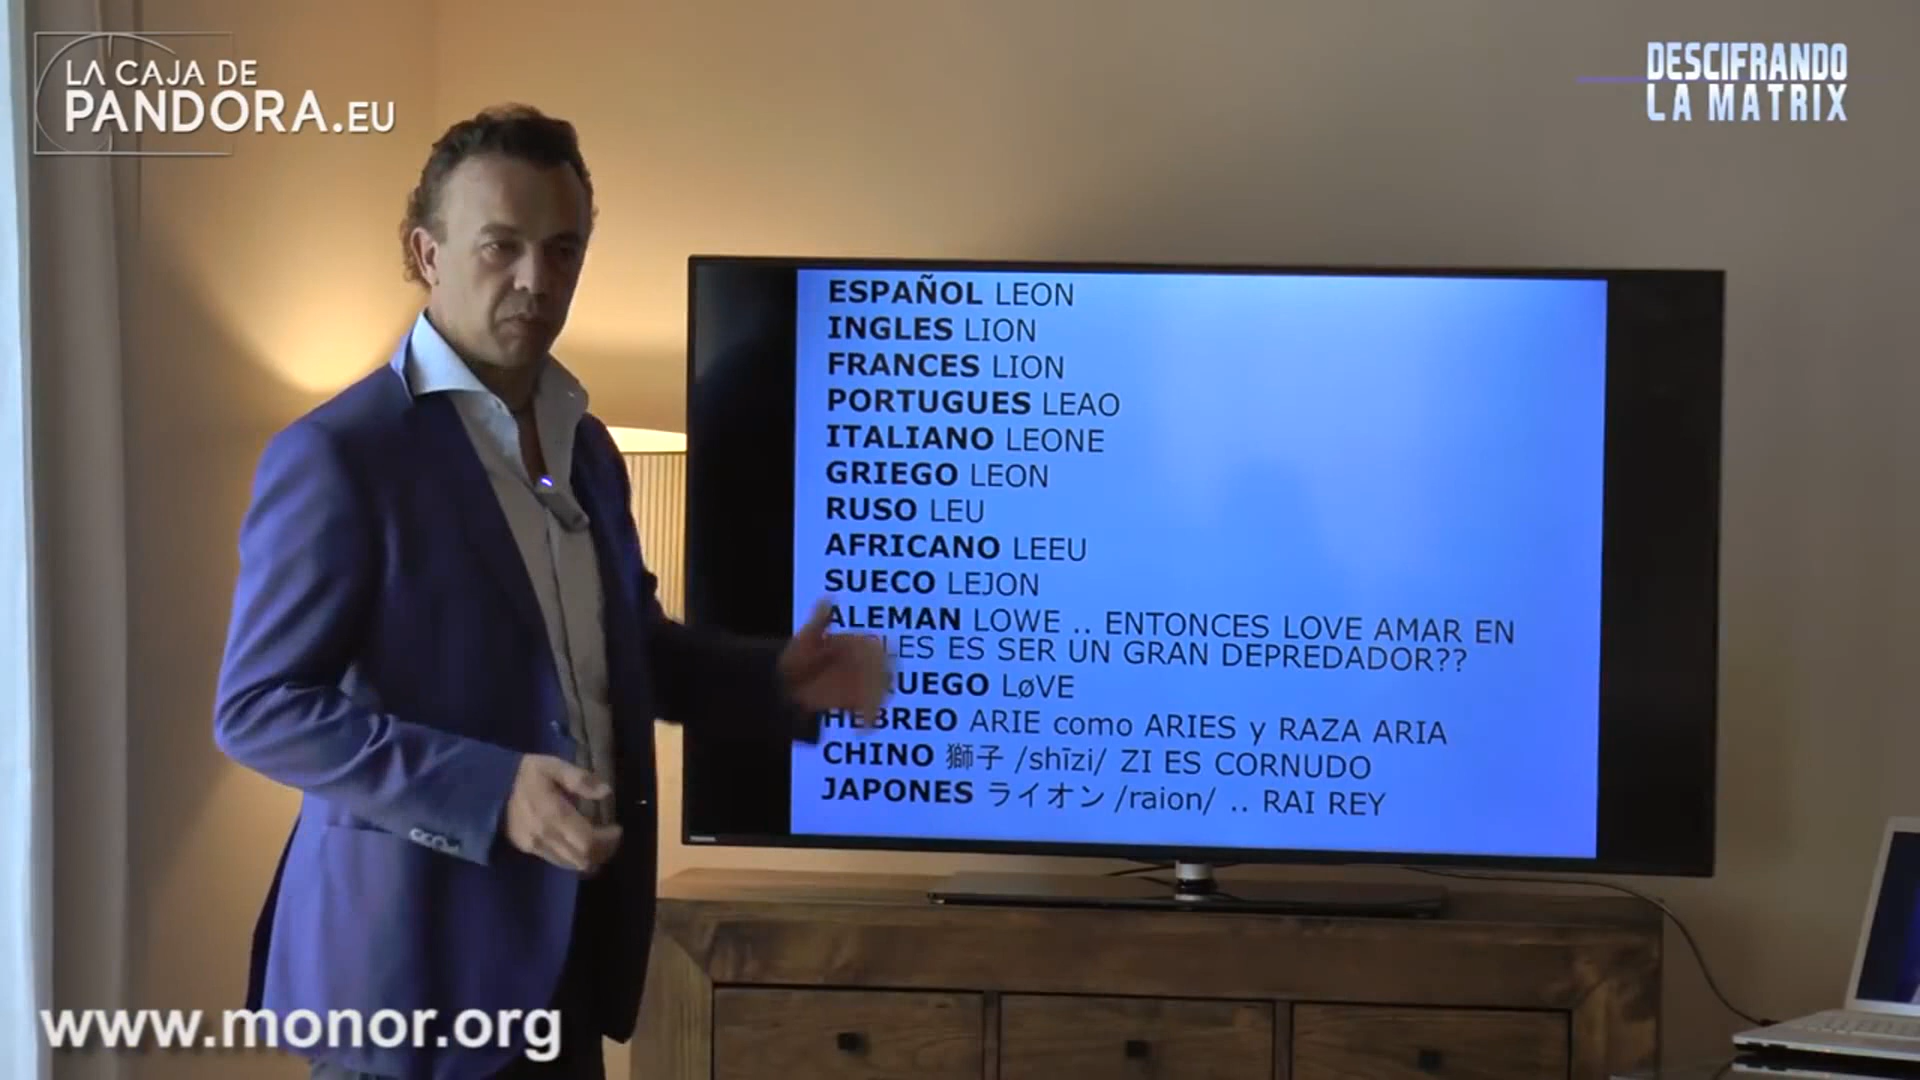 LA CAJA DE
PANDORA.EU
DESCIFRANDO
LA MATRIX
ESPAÑOL LEON
INGLES LION
FRANCES LION
PORTUGUES LEAO
ITALIANO LEONE
GRIEGO LEON
RUSO LEU
AFRICANO LEEU
SUECO LEJON
ALEMAN LOWE .. ENTONCES LOVE AMAR EN
ES SER UN GRAN DEPREDADOR??
LøVE
HEBREO ARIE como ARIES y RAZA ARIA
CHINO 獅子 /shīzi/ ZI ES CORNUDO
JAPONES ライオン /raion/ .. RAI REY
www.monor.org